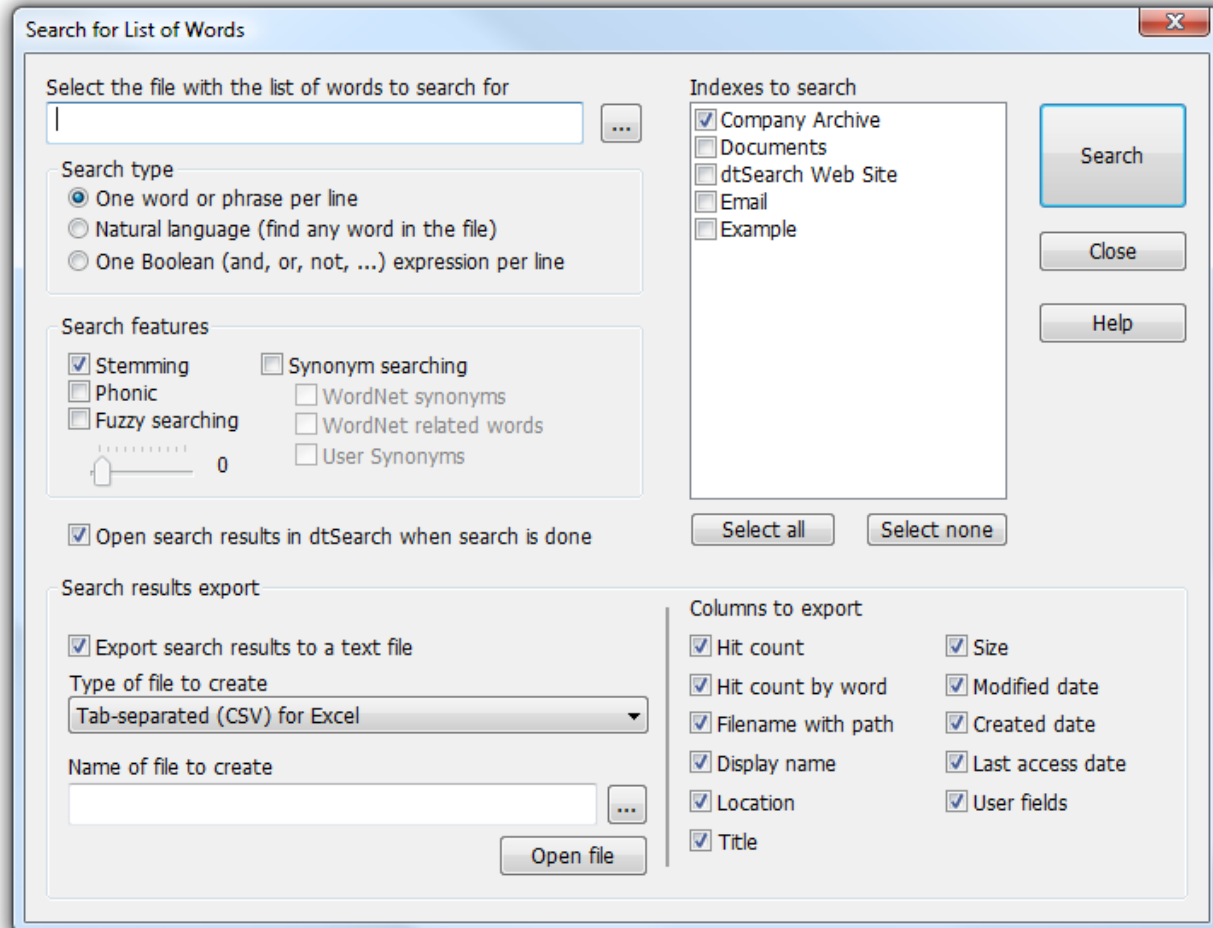 Search for List of Words
Select the file with the list of words to search for
...
Search type
One word or phrase per line
Natural language (find any word in the file)
One Boolean (and, or, not, ...) expression per line
Search features
Stemming
Phonic
Fuzzy searching
0
Synonym searching
WordNet synonyms
WordNet related words
User Synonyms
Open search results in dtSearch when search is done
Indexes to search
Company Archive
Documents
dtSearch Web Site
Email
Example
Select all
Select none
Search
Close
Help
Search results export
Export search results to a text file
Type of file to create
Tab-separated (CSV) for Excel
Name of file to create
...
Open file
Columns to export
Hit count
Hit count by word
Filename with path
Display name
Location
Title
Size
Modified date
Created date
Last access date
User fields